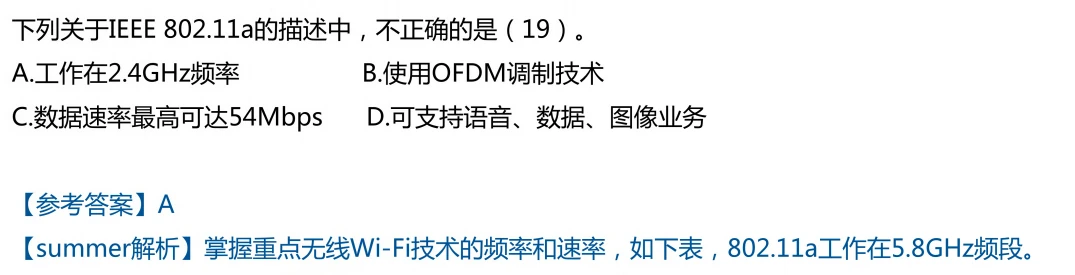 下列关于IEEE 802.11a的描述中，不正确的是（19）。
A.工作在2.4GHz频率 B.使用OFDM调制技术
C.数据速率最高可达54Mbps D.可支持语音、数据、图像业务
【参考答案】A
【summer解析】掌握重点无线Wi-Fi技术的频率和速率，如下表，802.11a工作在5.8GHz频段。